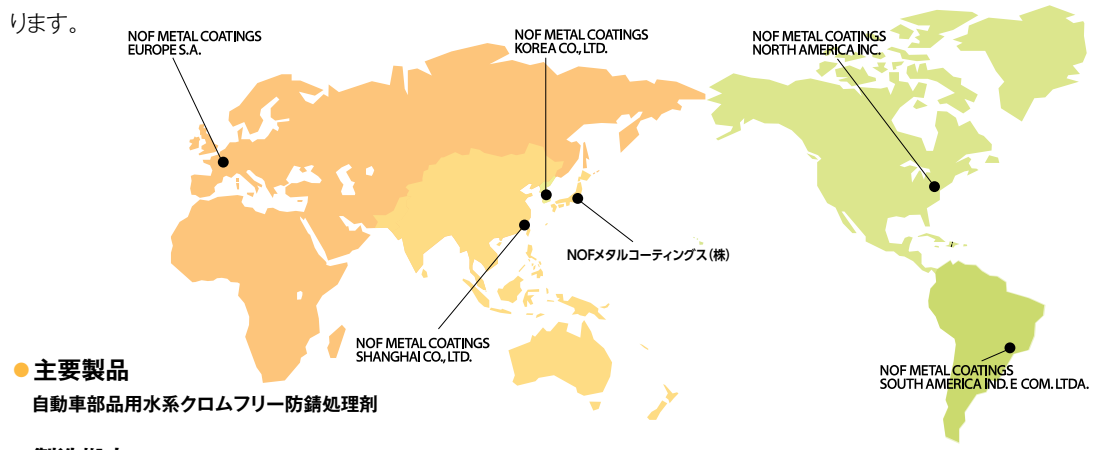 ります。
NOF METAL COATINGS
EUROPE S.A.
NOF METAL COATINGS
KOREA CO., LTD.
NOF METAL COATINGS
NORTH AMERICA INC.
NOFメタルコーティングス(株)
NOF METAL COATINGS
SHANGHAI CO., LTD.
NOF METAL COATINGS
SOUTH AMERICA IND. E COM. LTDA.
● 主要製品
自動車部品用水系クロムフリー防錆処理剤